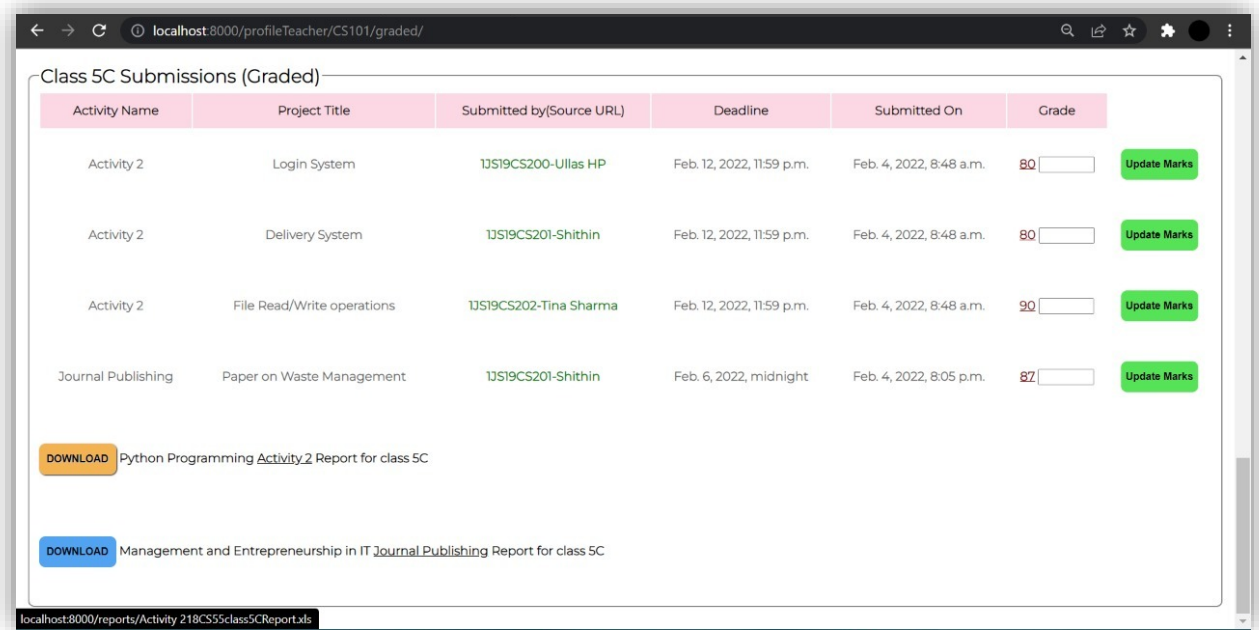 localhost:8000/profileTeacher/CS101/graded/
Class 5C Submissions (Graded)
Activity Name Project Title Submitted by(Source URL) Deadline Submitted On Grade
Activity 2 Login System 1JS19CS200-Ullas HP Feb. 12, 2022, 11:59 p.m. Feb. 4, 2022, 8:48 a.m. 80 Update Marks
Activity 2 Delivery System 1JS19CS201-Shithin Feb. 12, 2022, 11:59 p.m. Feb. 4, 2022, 8:48 a.m. 80 Update Marks
Activity 2 File Read/Write operations 1JS19CS202-Tina Sharma Feb. 12, 2022, 11:59 p.m. Feb. 4, 2022, 8:48 a.m. 90 Update Marks
Journal Publishing Paper on Waste Management 1JS19CS201-Shithin Feb. 6, 2022, midnight Feb. 4, 2022, 8:05 p.m. 87 Update Marks
DOWNLOAD Python Programming Activity 2 Report for class 5C
DOWNLOAD Management and Entrepreneurship in IT Journal Publishing Report for class 5C
localhost:8000/reports/Activity 218CS55class5CReport.xls